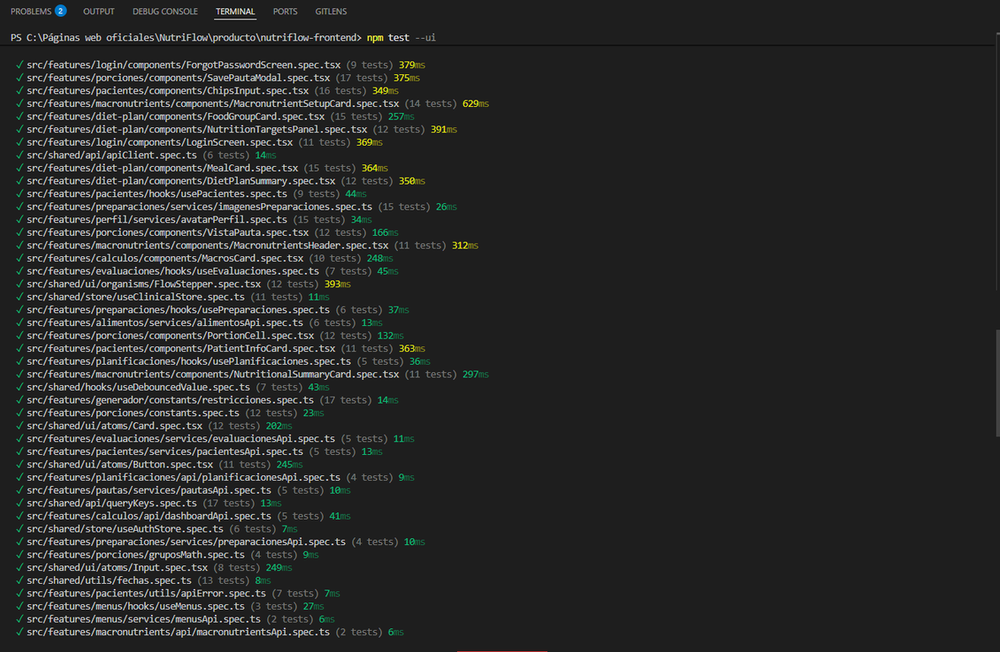 PROBLEMS 2 OUTPUT DEBUG CONSOLE TERMINAL PORTS GITLENS
PS C:\Páginas web oficiales\NutriFlow\producto\nutriflow-frontend> npm test --ui
✓ src/features/login/components/ForgotPasswordScreen.spec.tsx (9 tests) 379ms
✓ src/features/porciones/components/SavePautaModal.spec.tsx (17 tests) 375ms
✓ src/features/pacientes/components/ChipsInput.spec.tsx (16 tests) 349ms
✓ src/features/macronutrients/components/MacronutrientSetupCard.spec.tsx (14 tests) 629ms
✓ src/features/diet-plan/components/FoodGroupCard.spec.tsx (15 tests) 257ms
✓ src/features/diet-plan/components/NutritionTargetsPanel.spec.tsx (12 tests) 391ms
✓ src/features/login/components/LoginScreen.spec.tsx (11 tests) 369ms
✓ src/shared/api/apiClient.spec.ts (6 tests) 14ms
✓ src/features/diet-plan/components/MealCard.spec.tsx (15 tests) 364ms
✓ src/features/diet-plan/components/DietPlanSummary.spec.tsx (12 tests) 350ms
✓ src/features/pacientes/hooks/usePacientes.spec.ts (9 tests) 44ms
✓ src/features/preparaciones/services/imagenesPreparaciones.spec.ts (15 tests) 26ms
✓ src/features/perfil/services/avatarPerfil.spec.ts (15 tests) 34ms
✓ src/features/porciones/components/VistaPauta.spec.tsx (12 tests) 166ms
✓ src/features/macronutrients/components/MacronutrientsHeader.spec.tsx (11 tests) 312ms
✓ src/features/calculos/components/MacrosCard.spec.tsx (10 tests) 248ms
✓ src/features/evaluaciones/hooks/useEvaluaciones.spec.ts (7 tests) 45ms
✓ src/shared/ui/organisms/FlowStepper.spec.tsx (12 tests) 393ms
✓ src/shared/store/useClinicalStore.spec.ts (11 tests) 11ms
✓ src/features/preparaciones/hooks/usePreparaciones.spec.ts (6 tests) 37ms
✓ src/features/alimentos/services/alimentosApi.spec.ts (6 tests) 13ms
✓ src/features/porciones/components/PortionCell.spec.tsx (12 tests) 132ms
✓ src/features/pacientes/components/PatientInfoCard.spec.tsx (11 tests) 363ms
✓ src/features/planificaciones/hooks/usePlanificaciones.spec.ts (5 tests) 36ms
✓ src/features/macronutrients/components/NutritionalSummaryCard.spec.tsx (11 tests) 297ms
✓ src/shared/hooks/useDebouncedValue.spec.ts (7 tests) 43ms
✓ src/features/generador/constants/restricciones.spec.ts (17 tests) 14ms
✓ src/features/porciones/constants.spec.ts (12 tests) 23ms
✓ src/shared/ui/atoms/Card.spec.tsx (12 tests) 202ms
✓ src/features/evaluaciones/services/evaluacionesApi.spec.ts (5 tests) 11ms
✓ src/features/pacientes/services/pacientesApi.spec.ts (5 tests) 13ms
✓ src/shared/ui/atoms/Button.spec.tsx (11 tests) 245ms
✓ src/features/planificaciones/api/planificacionesApi.spec.ts (4 tests) 9ms
✓ src/features/pautas/services/pautasApi.spec.ts (5 tests) 10ms
✓ src/shared/api/queryKeys.spec.ts (17 tests) 13ms
✓ src/features/calculos/api/dashboardApi.spec.ts (5 tests) 41ms
✓ src/shared/store/useAuthStore.spec.ts (6 tests) 7ms
✓ src/features/preparaciones/services/preparacionesApi.spec.ts (4 tests) 10ms
✓ src/features/porciones/gruposMath.spec.ts (4 tests) 9ms
✓ src/shared/ui/atoms/Input.spec.tsx (8 tests) 249ms
✓ src/shared/utils/fechas.spec.ts (13 tests) 8ms
✓ src/features/pacientes/utils/apiError.spec.ts (7 tests) 7ms
✓ src/features/menus/hooks/useMenus.spec.ts (3 tests) 27ms
✓ src/features/menus/services/menusApi.spec.ts (2 tests) 6ms
✓ src/features/macronutrients/api/macronutrientsApi.spec.ts (2 tests) 6ms